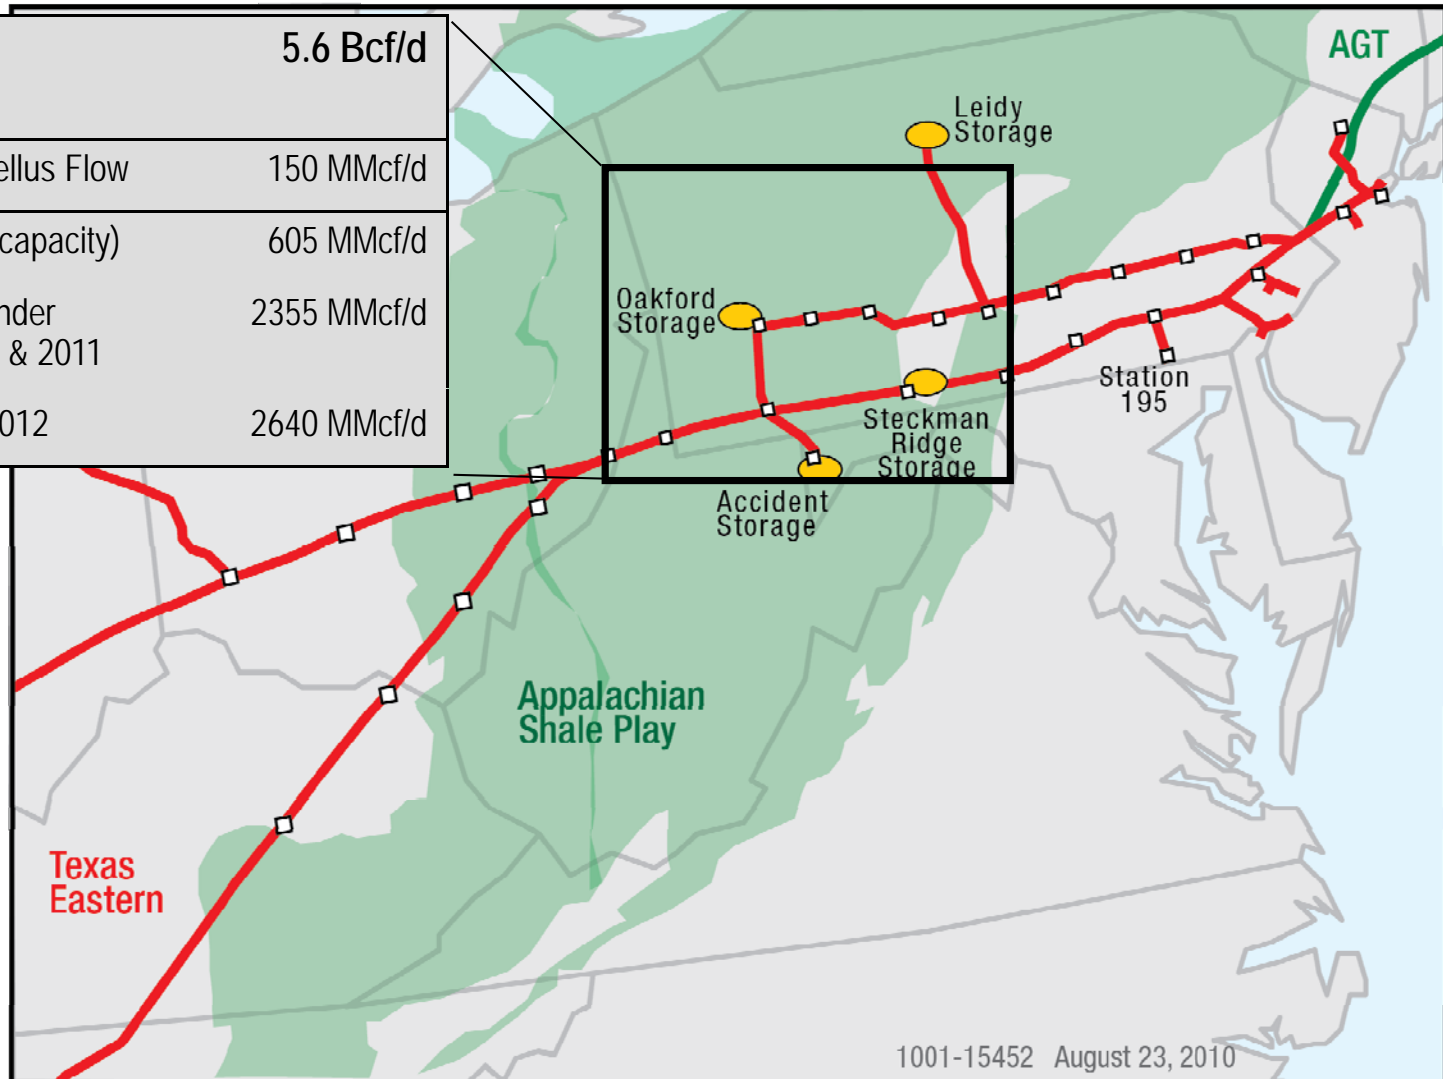 5.6 Bcf/d
ellus Flow 150 MMcf/d
capacity) 605 MMcf/d
nder 2355 MMcf/d
& 2011
012 2640 MMcf/d
AGT
Leidy
Storage
Oakford
Storage
Station
195
Steckman
Ridge
Storage
Accident
Storage
Appalachian
Shale Play
Texas
Eastern
1001-15452 August 23, 2010